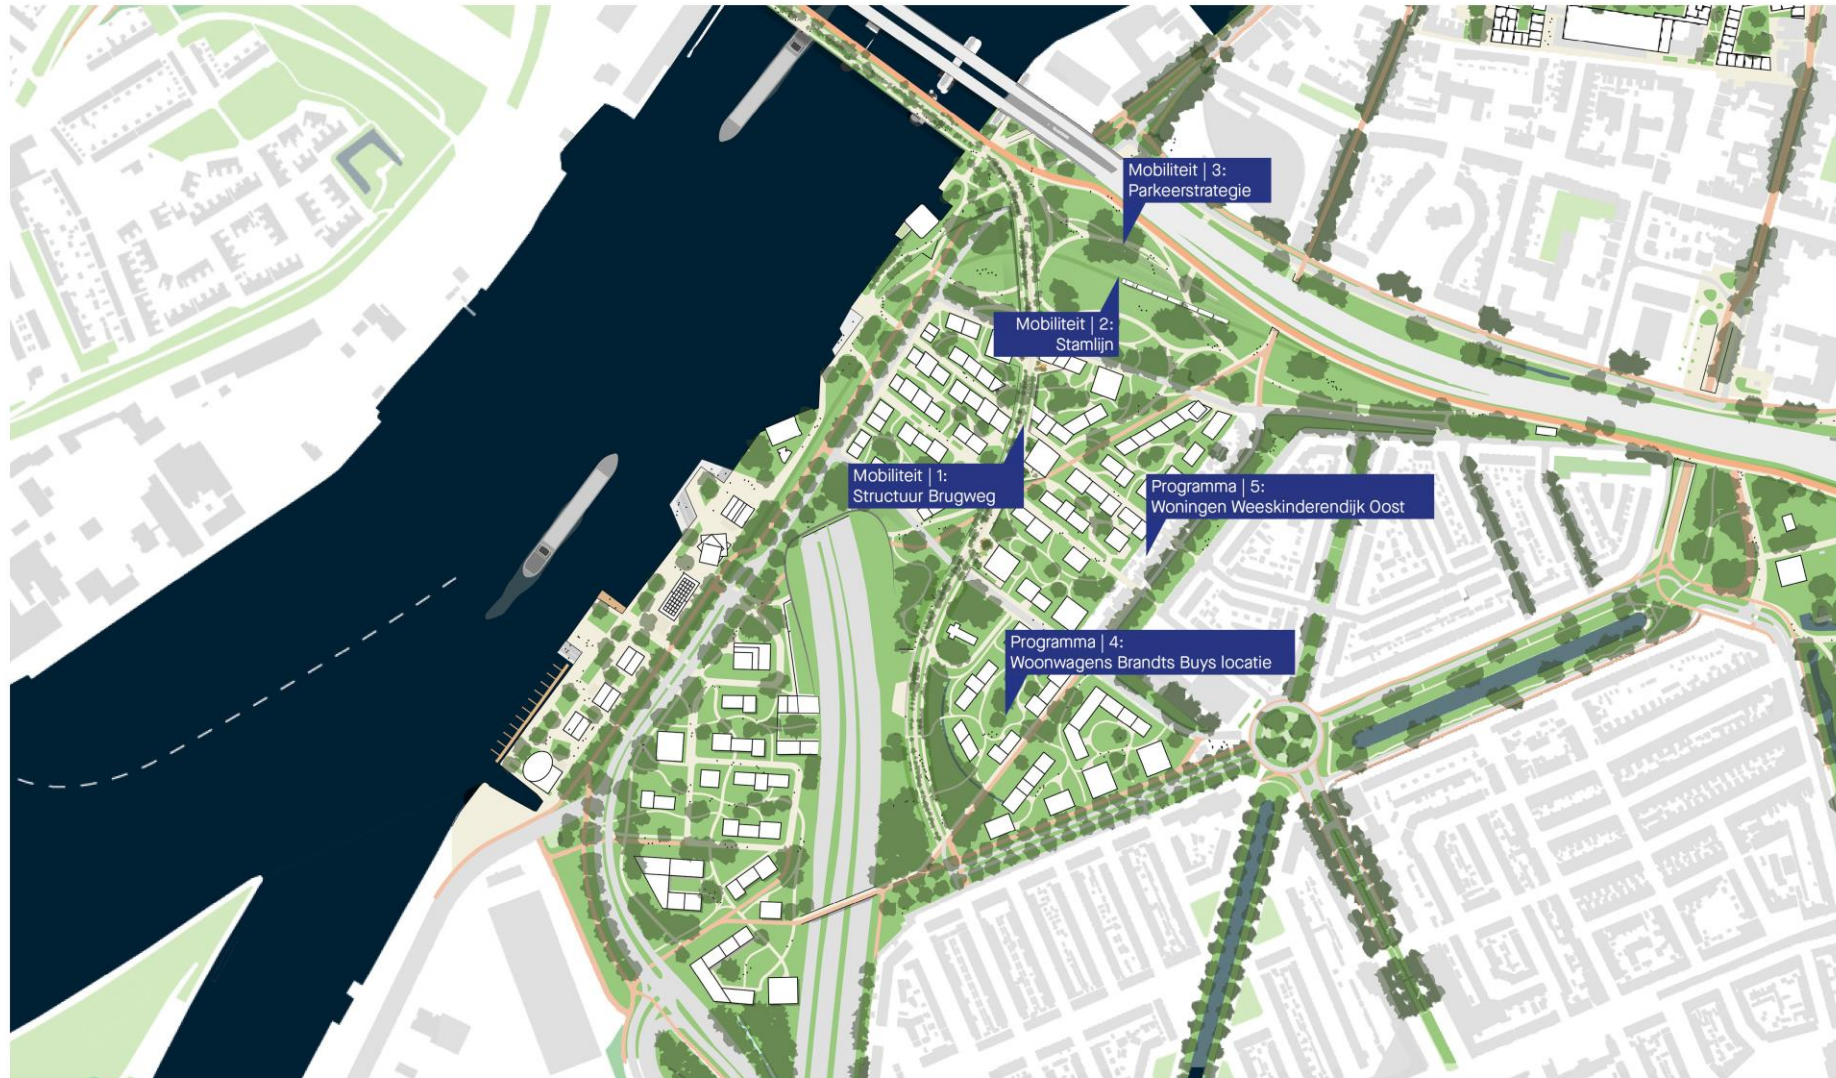 Mobiliteit | 3:
Parkeerstrategie
Mobiliteit | 2:
Stamlijn
Mobiliteit | 1:
Structuur Brugweg
Programma | 5:
Woningen Weeskinderendijk Oost
Programma | 4:
Woonwagens Brandts Buys locatie